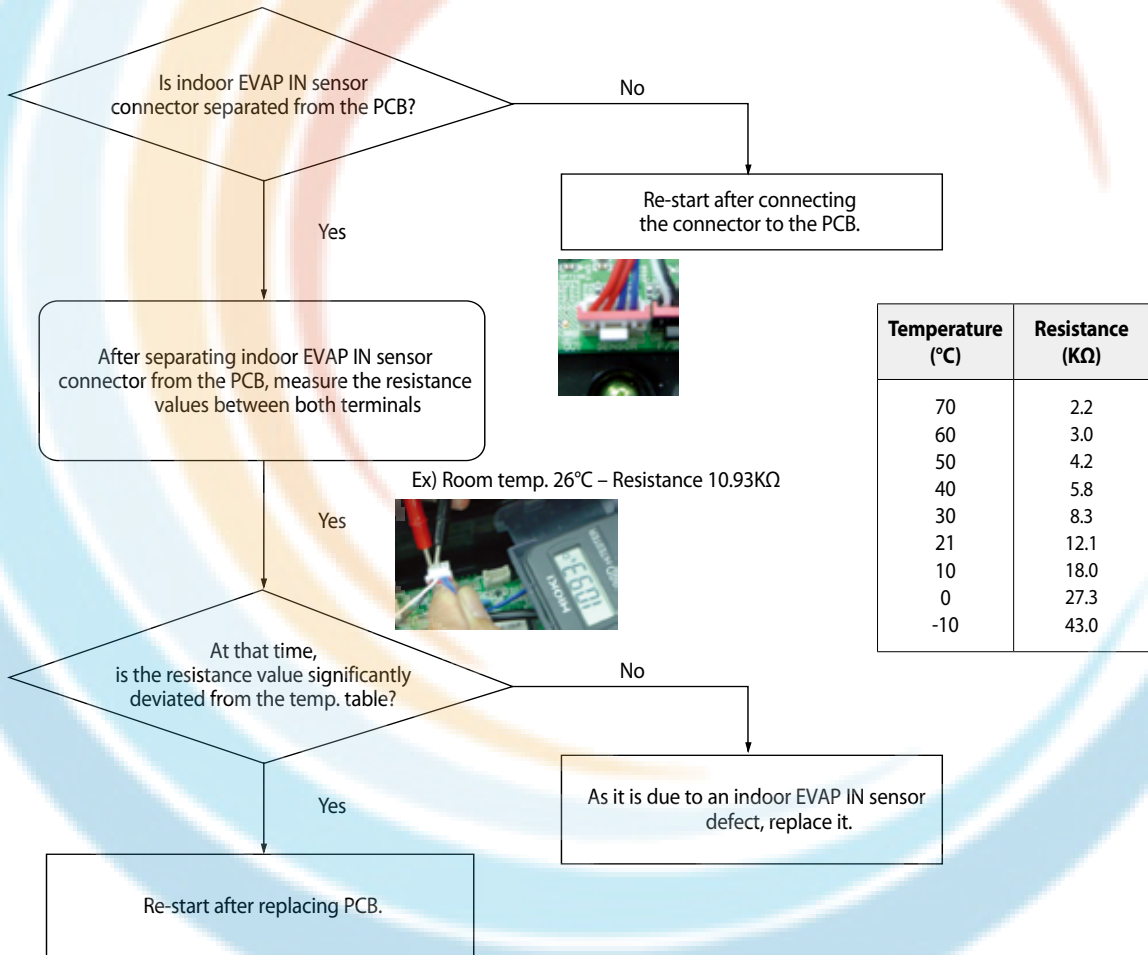 Is indoor EVAP IN sensor
connector separated from the PCB?
No
Re-start after connecting
the connector to the PCB.
Yes
After separating indoor EVAP IN sensor
connector from the PCB, measure the resistance
values between both terminals
Ex) Room temp. 26°C – Resistance 10.93KΩ
HIOKI
10.93
Yes
Temperature Resistance
(°C) (KΩ)
70 2.2
60 3.0
50 4.2
40 5.8
30 8.3
21 12.1
10 18.0
0 27.3
-10 43.0
At that time,
is the resistance value significantly
deviated from the temp. table?
No
As it is due to an indoor EVAP IN sensor
defect, replace it.
Yes
Re-start after replacing PCB.